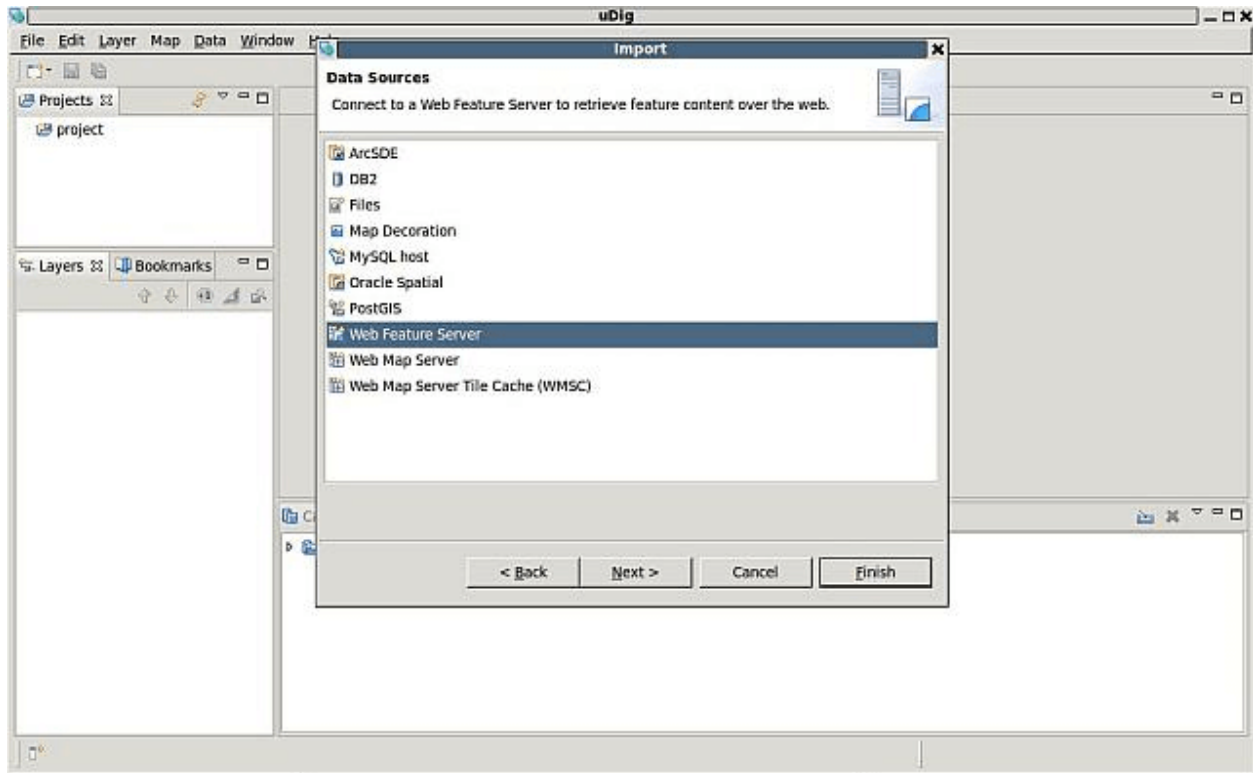 uDig
File Edit Layer Map Data Window
Import
Data Sources
Connect to a Web Feature Server to retrieve feature content over the web.
Projects
project
ArcSDE
DB2
Files
Map Decoration
MySQL host
Oracle Spatial
PostGIS
Web Feature Server
Web Map Server
Web Map Server Tile Cache (WMSC)
Layers Bookmarks
< Back Next > Cancel Finish